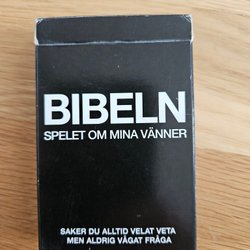 BIBELN
SPELET OM MINA VÄNNER
SAKER DU ALLTID VELAT VETA
MEN ALDRIG VÅGAT FRÅGA